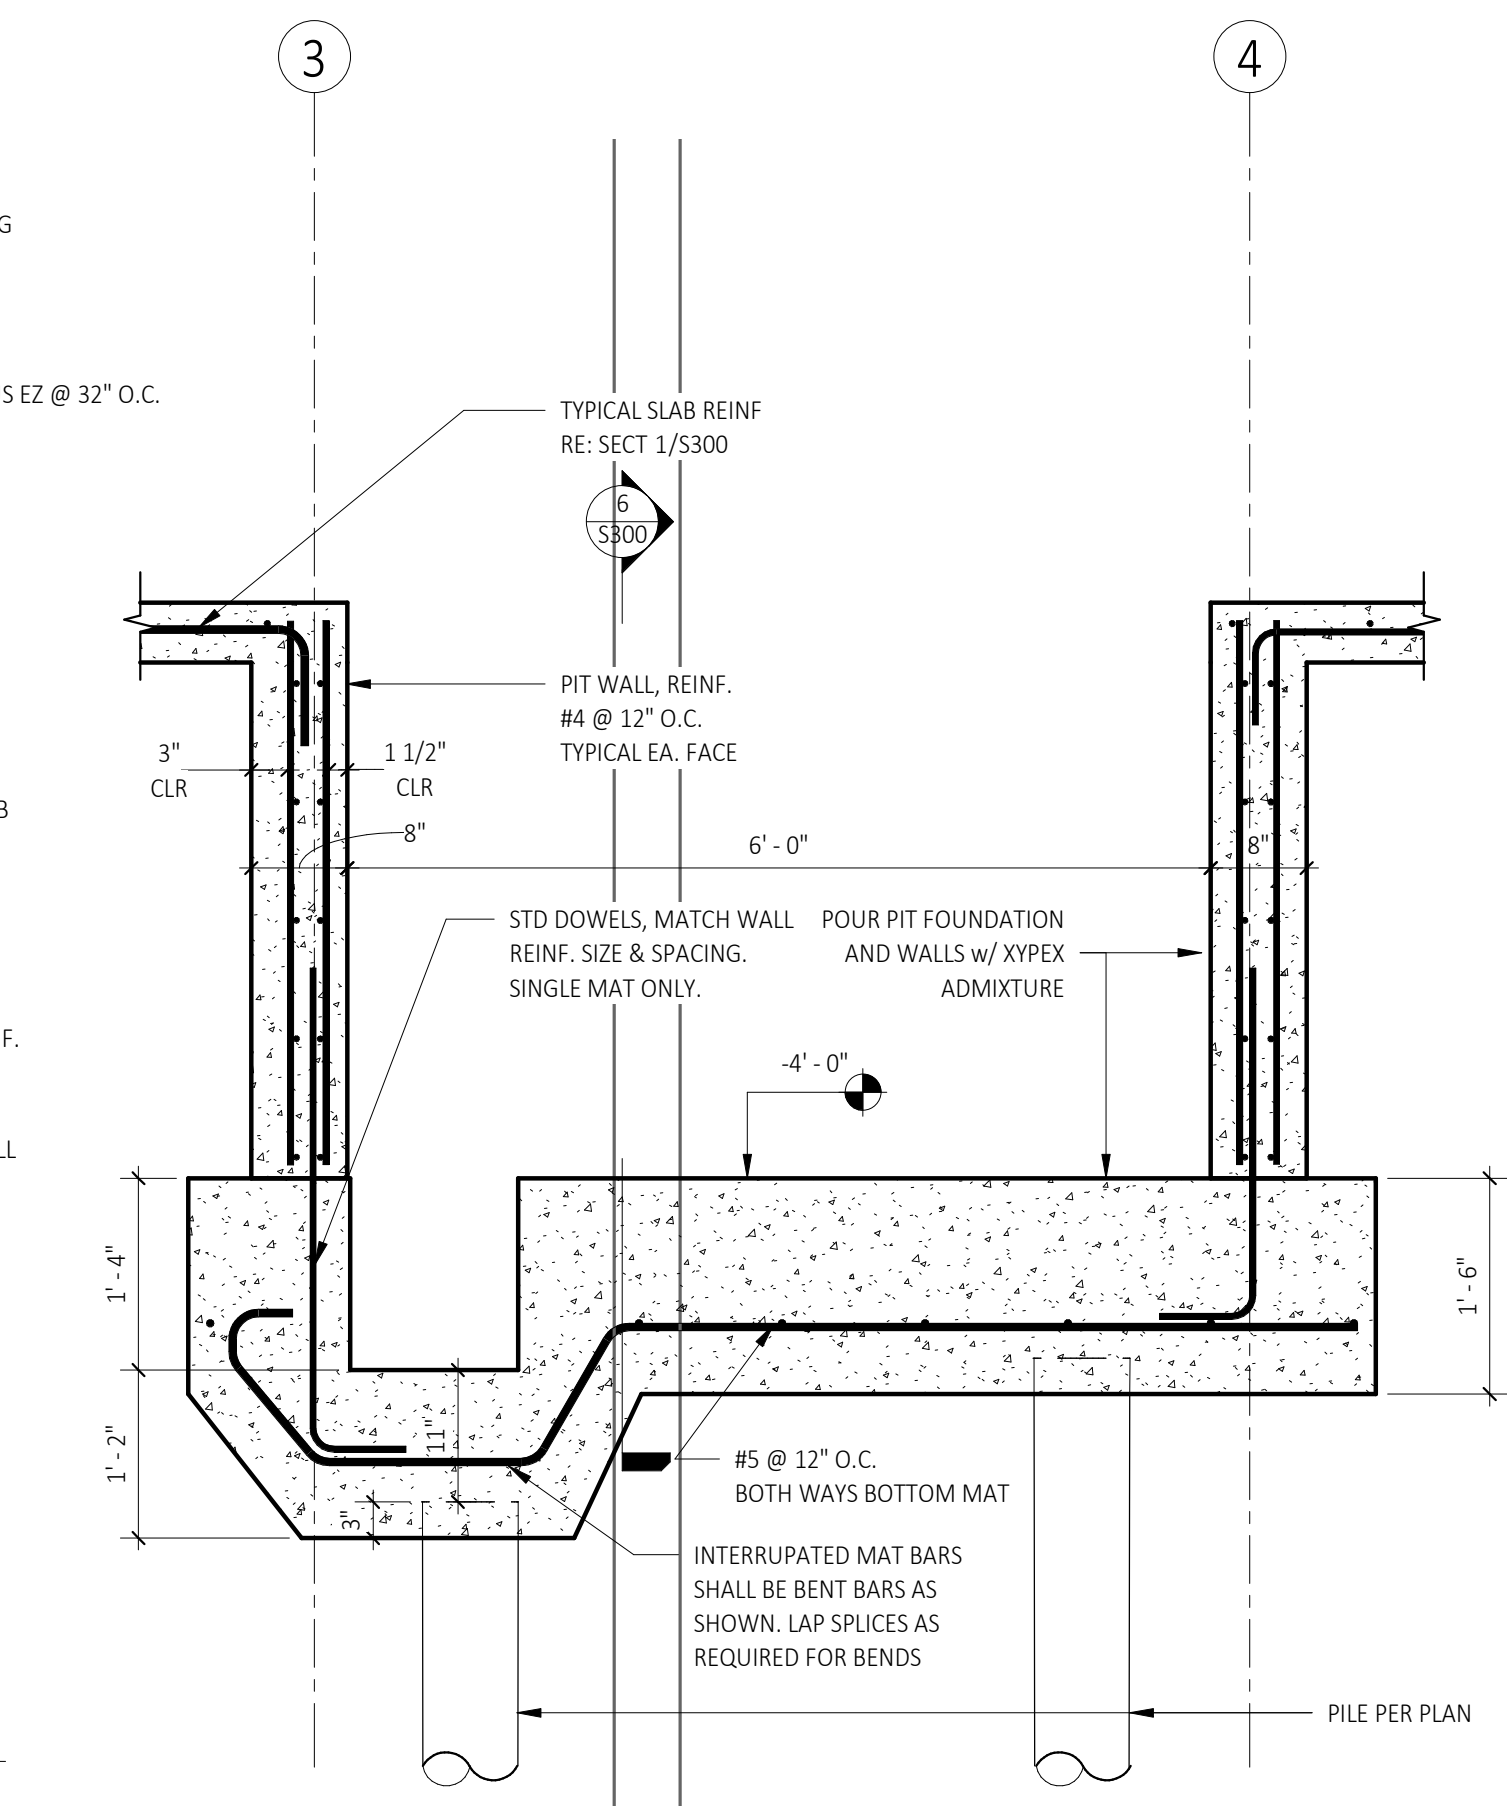 3
4
G
S EZ @ 32" O.C.
TYPICAL SLAB REINF
RE: SECT 1/S300
6
S300
PIT WALL, REINF.
#4 @ 12" O.C.
TYPICAL EA. FACE
3"
CLR
1 1/2"
CLR
B
8"
6' - 0"
8"
STD DOWELS, MATCH WALL
REINF. SIZE & SPACING.
SINGLE MAT ONLY.
POUR PIT FOUNDATION
AND WALLS w/ XYPEX
ADMIXTURE
F.
-4' - 0"
LL
1' - 4"
1' - 6"
1' - 2"
11"
3"
#5 @ 12" O.C.
BOTH WAYS BOTTOM MAT
INTERRUPATED MAT BARS
SHALL BE BENT BARS AS
SHOWN. LAP SPLICES AS
REQUIRED FOR BENDS
PILE PER PLAN